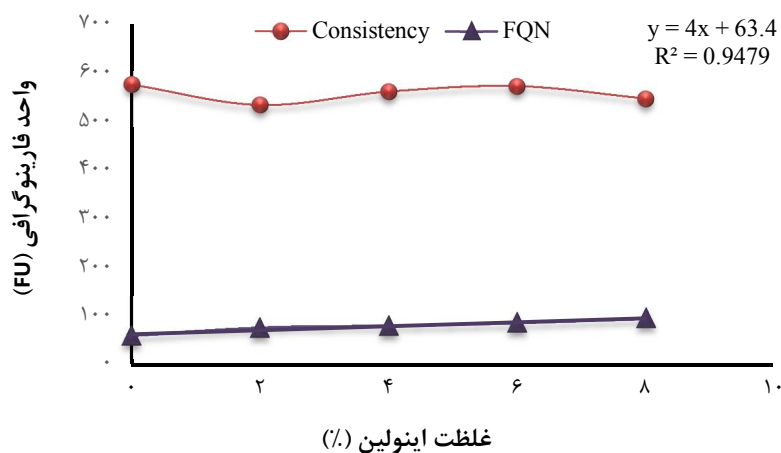 Consistency FQN
y = 4x + 63.4
R² = 0.9479
۷۰۰
۶۰۰
۵۰۰
۴۰۰
۳۰۰
۲۰۰
۱۰۰
۰
واحد فارینوگرافی (FU)
۰ ۲ ۴ ۶ ۸ ۱۰
غلظت اینولین (٪)